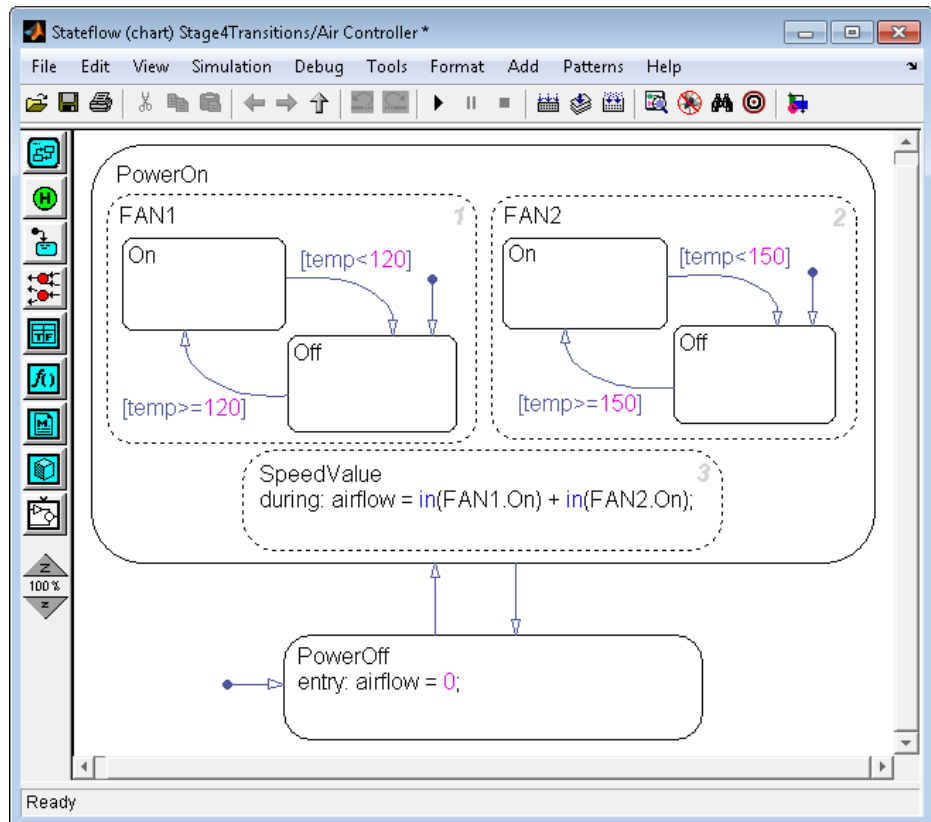 Stateflow (chart) Stage4Transitions/Air Controller *
File Edit View Simulation Debug Tools Format Add Patterns Help
PowerOn
FAN1 1
On
[temp<120]
Off
[temp>=120]
FAN2 2
On
[temp<150]
Off
[temp>=150]
SpeedValue 3
during: airflow = in(FAN1.On) + in(FAN2.On);
PowerOff
entry: airflow = 0;
H
TF
f()
M
Z
100 %
z
Ready